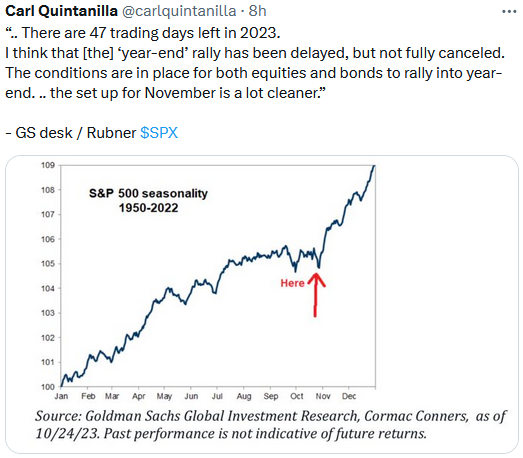 Carl Quintanilla @carlquintanilla · 8h
“.. There are 47 trading days left in 2023.
I think that [the] ‘year-end’ rally has been delayed, but not fully canceled.
The conditions are in place for both equities and bonds to rally into year-
end. .. the set up for November is a lot cleaner.”
- GS desk / Rubner $SPX
109
108
107
106
105
104
103
102
101
100
S&P 500 seasonality
1950-2022
Here
Jan Feb Mar Apr May Jun Jul Aug Sep Oct Nov Dec
Source: Goldman Sachs Global Investment Research, Cormac Conners, as of
10/24/23. Past performance is not indicative of future returns.